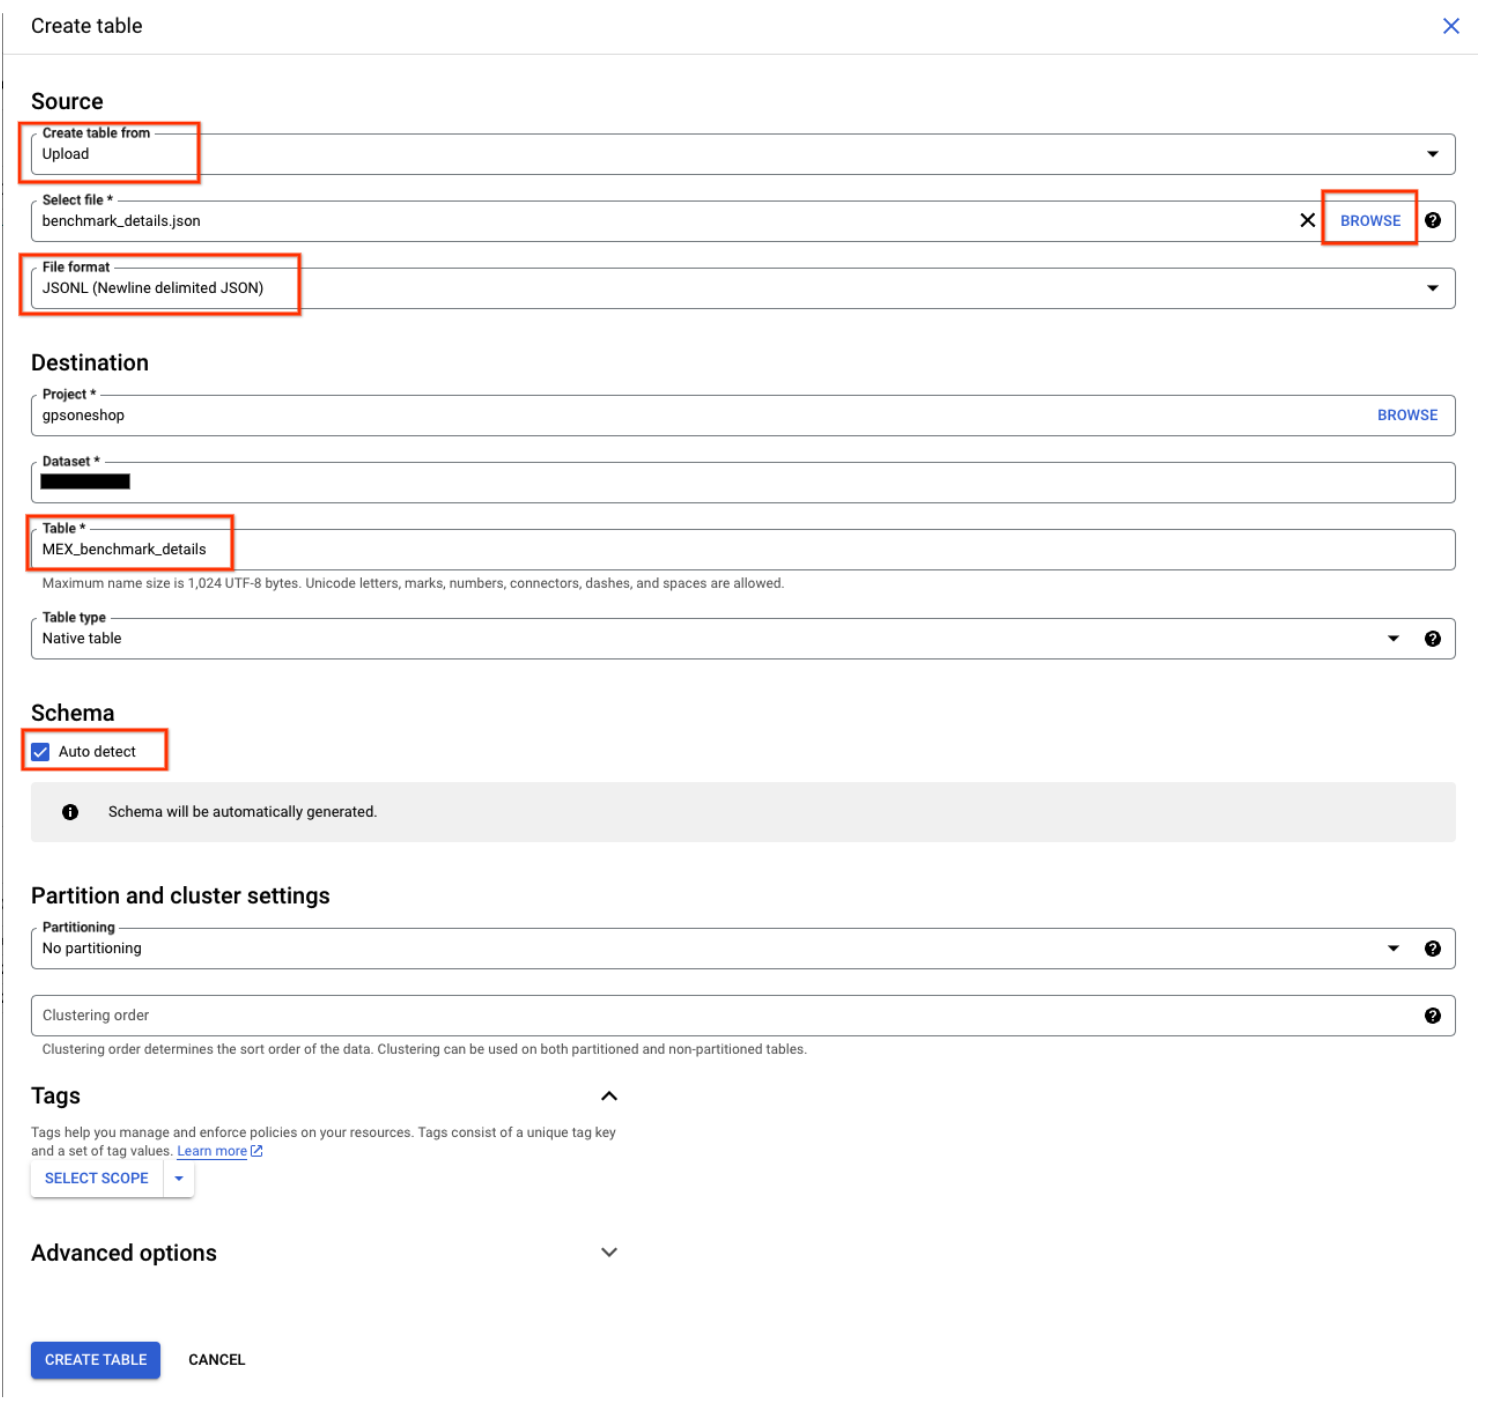 Create table
Source
Create table from
Upload
Select file *
benchmark_details.json
BROWSE
File format
JSONL (Newline delimited JSON)
Destination
Project *
gpsoneshop
BROWSE
Dataset *
Table *
MEX_benchmark_details
Maximum name size is 1,024 UTF-8 bytes. Unicode letters, marks, numbers, connectors, dashes, and spaces are allowed.
Table type
Native table
Schema
Auto detect
Schema will be automatically generated.
Partition and cluster settings
Partitioning
No partitioning
Clustering order
Clustering order determines the sort order of the data. Clustering can be used on both partitioned and non-partitioned tables.
Tags
Tags help you manage and enforce policies on your resources. Tags consist of a unique tag key
and a set of tag values. Learn more
SELECT SCOPE
Advanced options
CREATE TABLE CANCEL